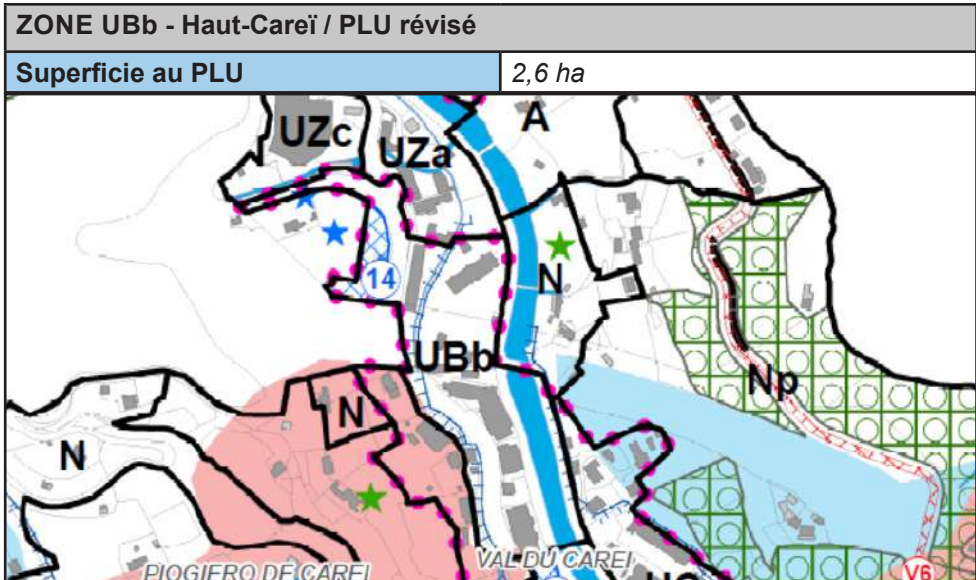 ZONE UBb - Haut-Careï / PLU révisé
Superficie au PLU 2,6 ha
UZc
A
UZa
14
N
UBb
Np
N
N
PIOGIERO DE CAREI
VAL DU CAREI
V6